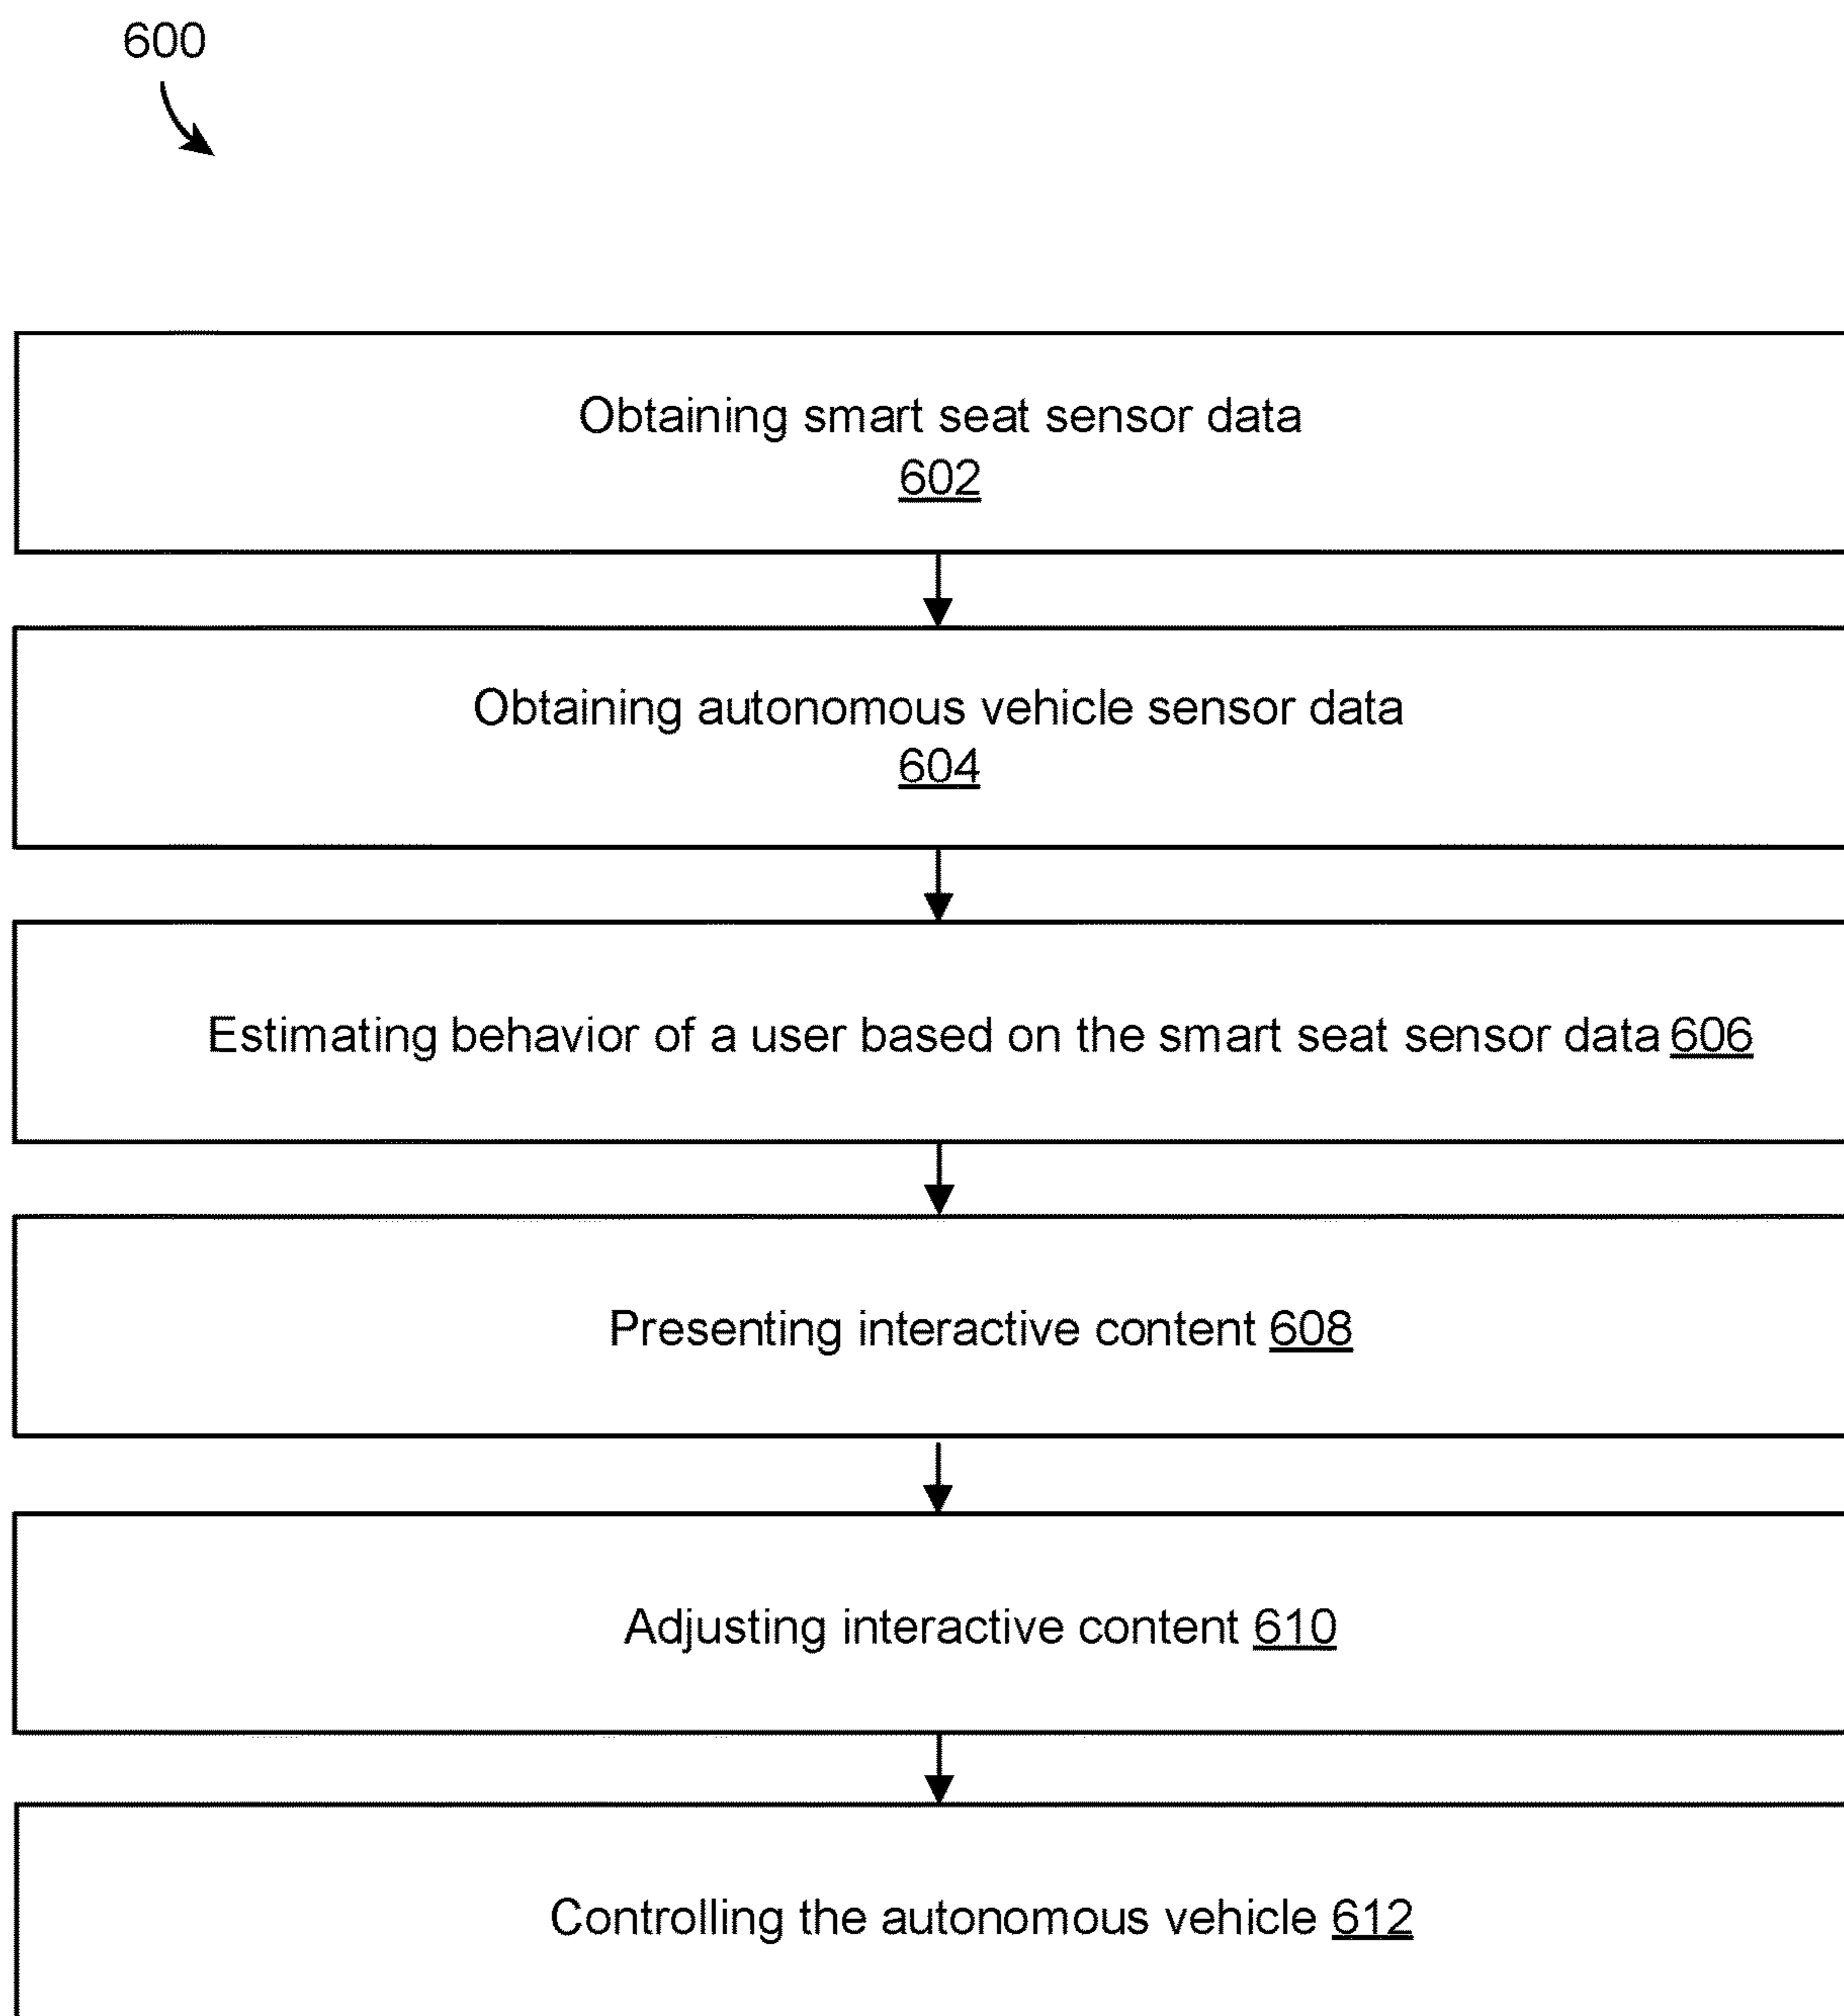 600
Obtaining smart seat sensor data
602
Obtaining autonomous vehicle sensor data
604
Estimating behavior of a user based on the smart seat sensor data 606
Presenting interactive content 608
Adjusting interactive content 610
Controlling the autonomous vehicle 612